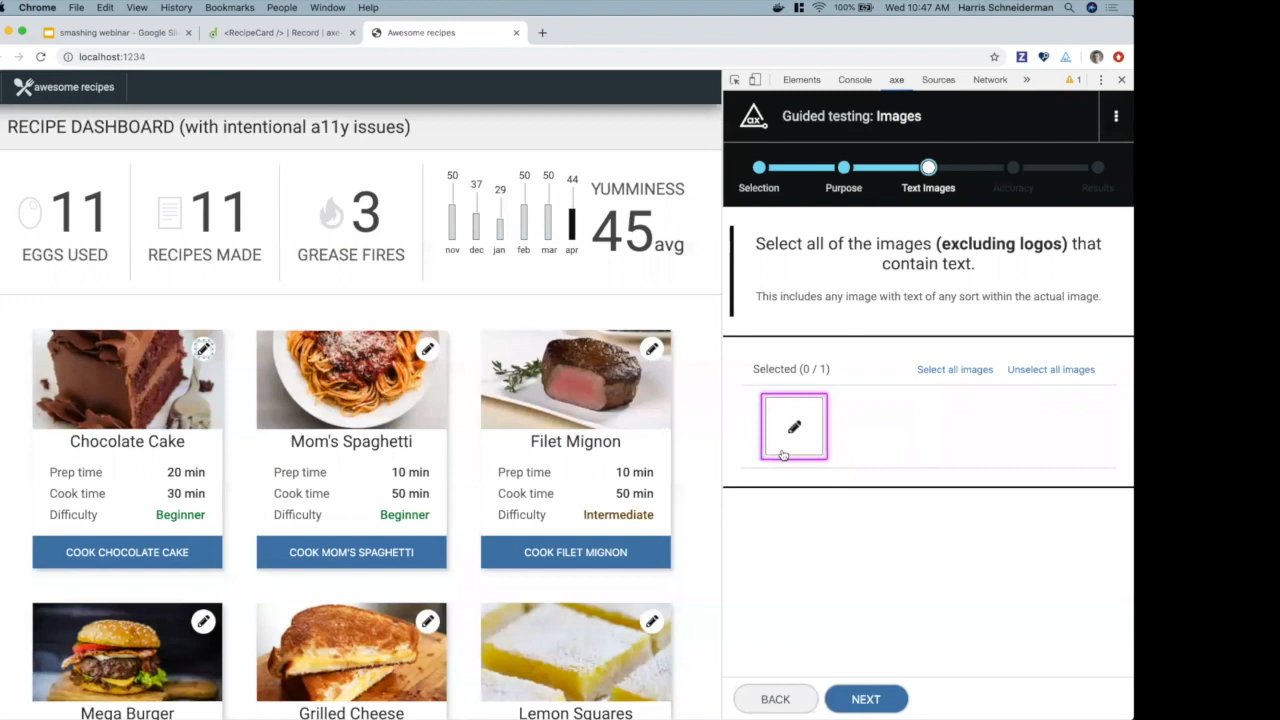 Chrome File Edit View History Bookmarks People Window Help 100% Wed 10:47 AM Harris Schneiderman
smashing webinar - Google Sli
<RecipeCard /> | Record | axe
Awesome recipes
localhost:1234
Elements Console axe Sources Network » 1
awesome recipes
RECIPE DASHBOARD (with intentional a11y issues)
11
EGGS USED
11
RECIPES MADE
3
GREASE FIRES
50 37 29 50 50 44
nov dec jan feb mar apr
YUMMINESS
45avg
Chocolate Cake
Prep time 20 min
Cook time 30 min
Difficulty Beginner
COOK CHOCOLATE CAKE
Mom's Spaghetti
Prep time 10 min
Cook time 50 min
Difficulty Beginner
COOK MOM'S SPAGHETTI
Filet Mignon
Prep time 10 min
Cook time 50 min
Difficulty Intermediate
COOK FILET MIGNON
Mega Burger
Grilled Cheese
Lemon Squares
ax
Guided testing: Images
Selection Purpose Text Images Accuracy Results
Select all of the images (excluding logos) that
contain text.
This includes any image with text of any sort within the actual image.
Selected (0 / 1) Select all images Unselect all images
BACK NEXT